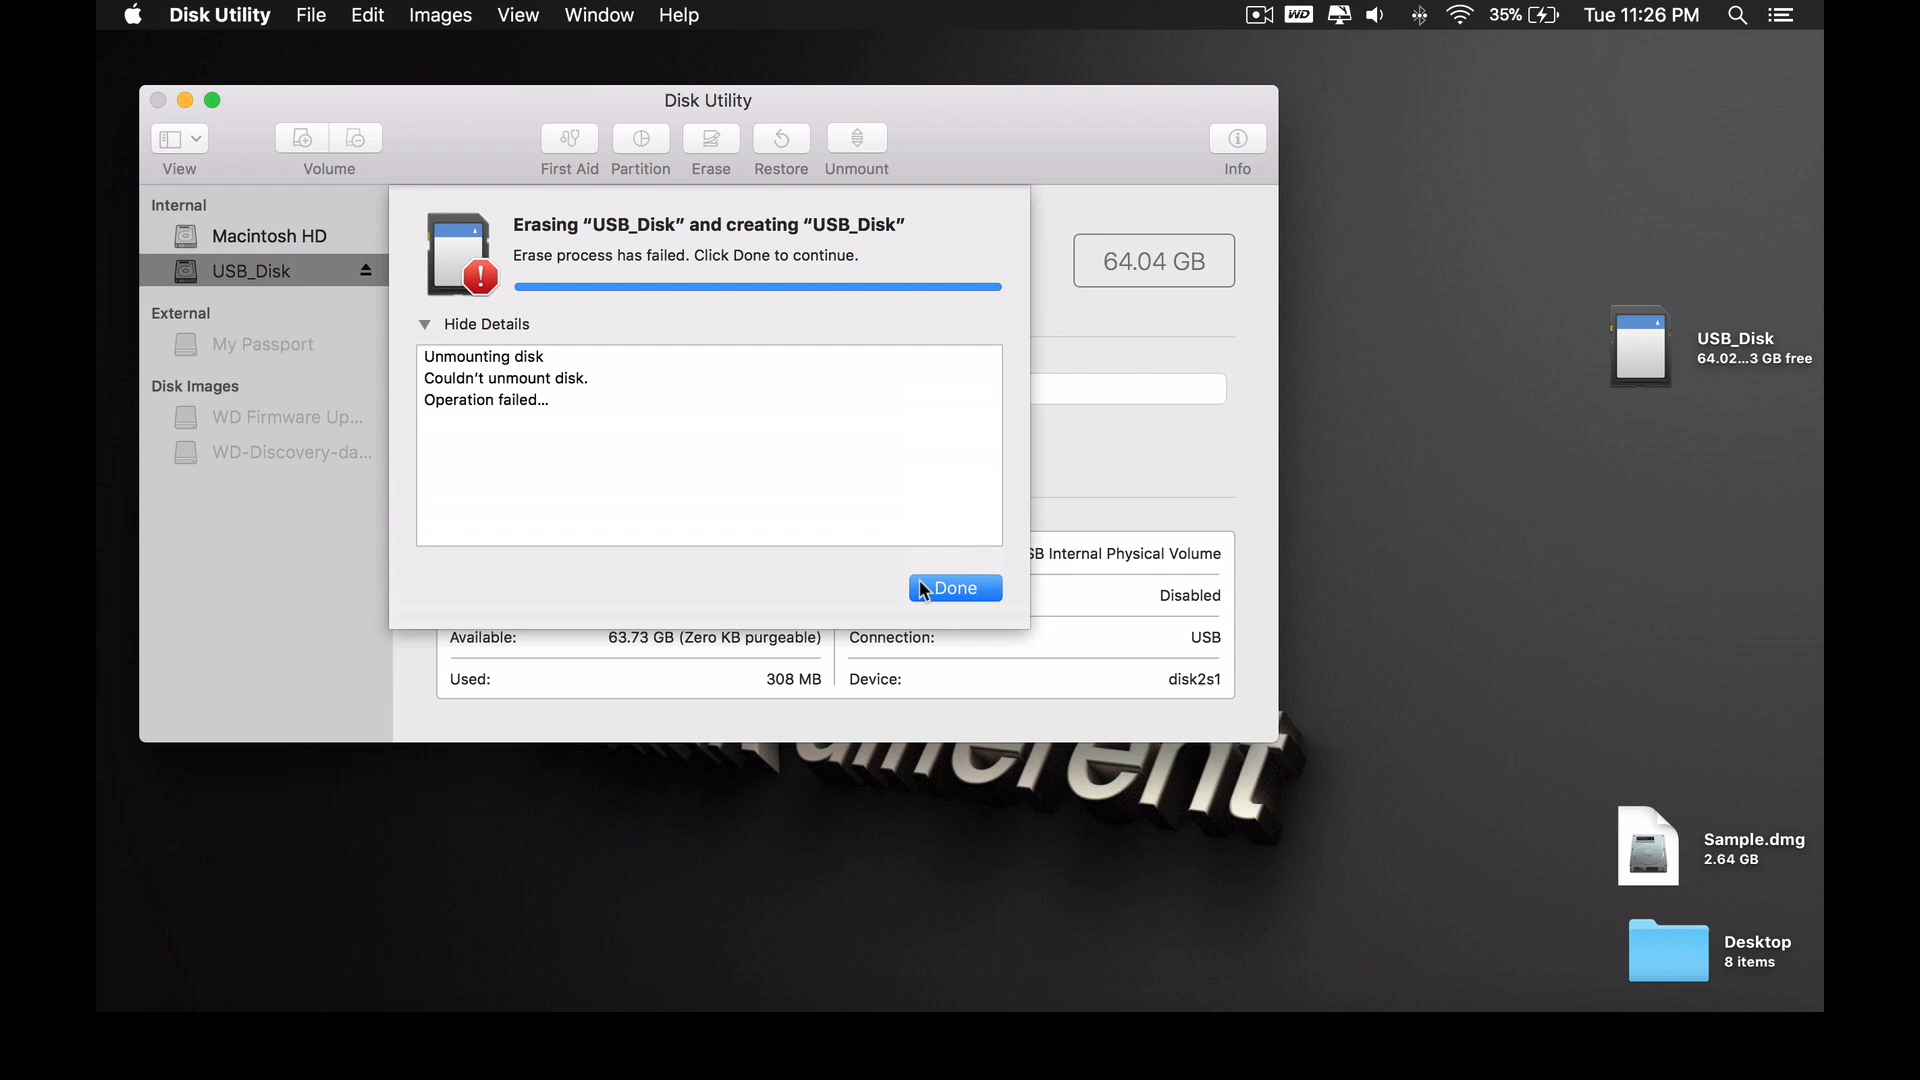 Disk Utility File Edit Images View Window Help WD 35% Tue 11:26 PM
Disk Utility
View Volume First Aid Partition Erase Restore Unmount Info
Internal
Macintosh HD
USB_Disk
External
My Passport
Disk Images
WD Firmware Up...
WD-Discovery-da...
Erasing “USB_Disk” and creating “USB_Disk”
Erase process has failed. Click Done to continue.
Hide Details
Unmounting disk
Couldn’t unmount disk.
Operation failed...
Done
64.04 GB
SB Internal Physical Volume
Disabled
Available: 63.73 GB (Zero KB purgeable) Connection: USB
Used: 308 MB Device: disk2s1
different
USB_Disk
64.02...3 GB free
Sample.dmg
2.64 GB
Desktop
8 items